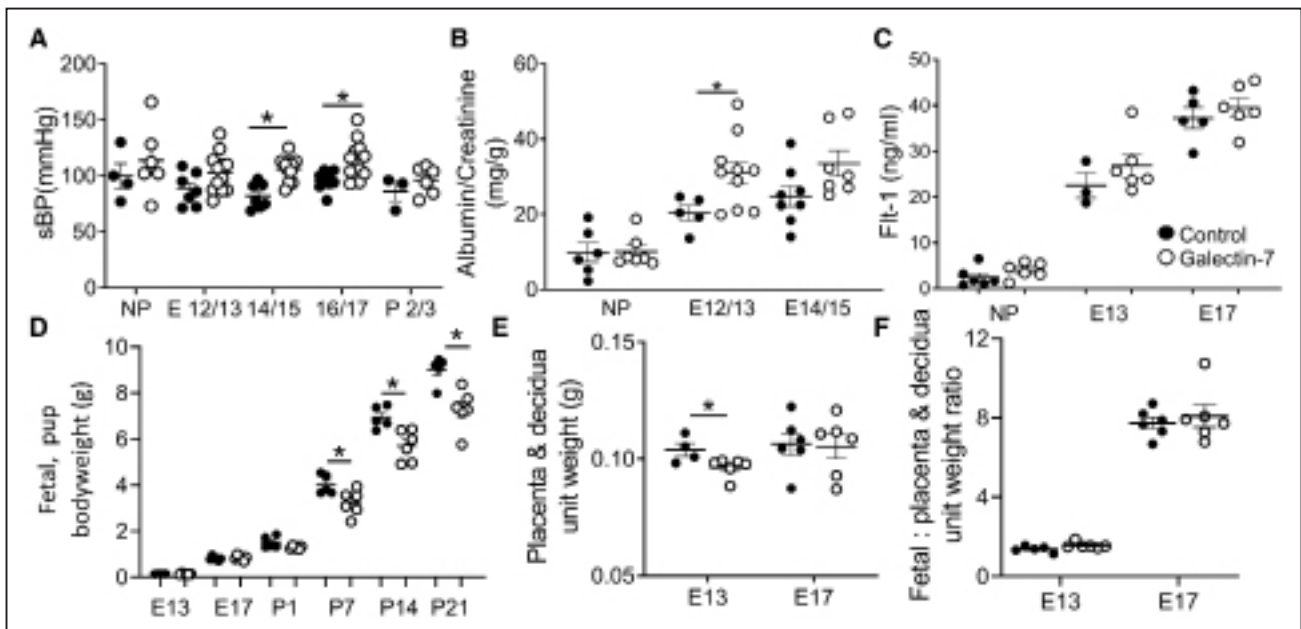 A
sBP(mmHg)
200
150
100
50
0
*
*
NP E 12/13 14/15 16/17 P 2/3
B
Albumin/Creatinine
(mg/g)
60
40
20
0
*
NP E12/13 E14/15
C
Flt-1 (ng/ml)
50
40
30
20
10
0
Control
Galectin-7
NP E13 E17
D
Fetal, pup
bodyweight (g)
10
8
6
4
2
0
*
*
*
E13 E17 P1 P7 P14 P21
E
Placenta & decidua
unit weight (g)
0.15
0.10
0.05
*
E13 E17
F
Fetal : placenta & decidua
unit weight ratio
12
8
4
0
E13 E17